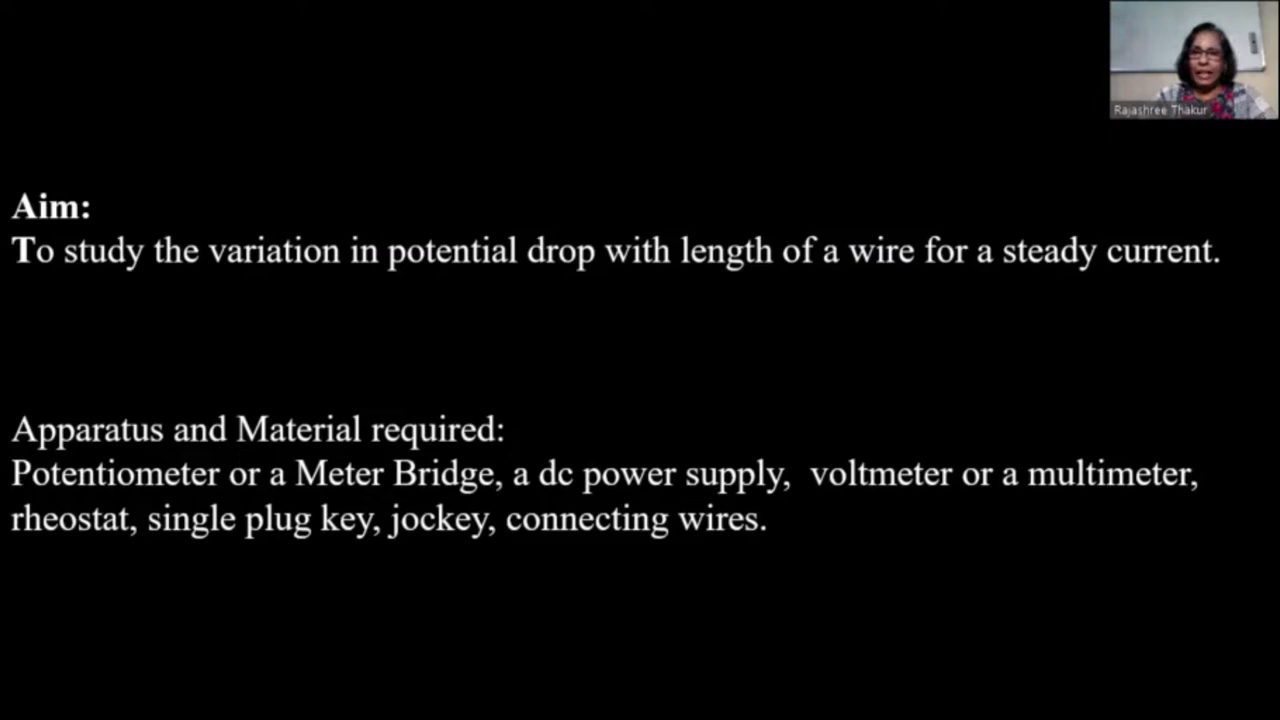 Rajashree Thakur
Aim:
To study the variation in potential drop with length of a wire for a steady current.
Apparatus and Material required:
Potentiometer or a Meter Bridge, a dc power supply,  voltmeter or a multimeter,
rheostat, single plug key, jockey, connecting wires.